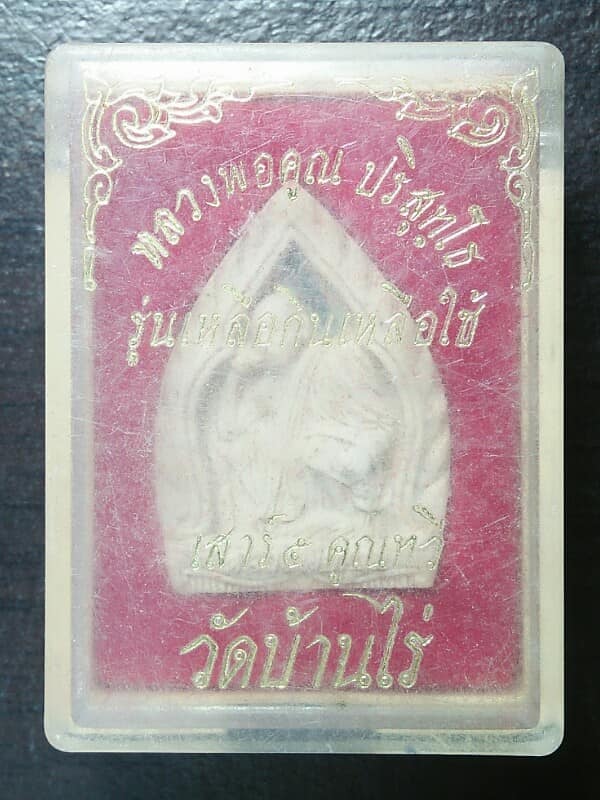 หลวงพ่อคูณ ปริสุทฺโธ
รุ่นเหลือกินเหลือใช้
เสาร์ ๕ คูณทวี
วัดบ้านไร่